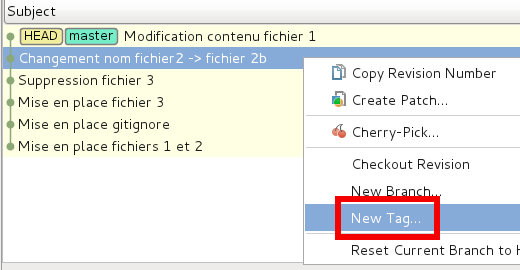 Subject
HEAD master Modification contenu fichier 1
Changement nom fichier2 -> fichier 2b
Suppression fichier 3
Mise en place fichier 3
Mise en place gitignore
Mise en place fichiers 1 et 2
Copy Revision Number
Create Patch...
Cherry-Pick...
Checkout Revision
New Branch...
New Tag...
Reset Current Branch to H